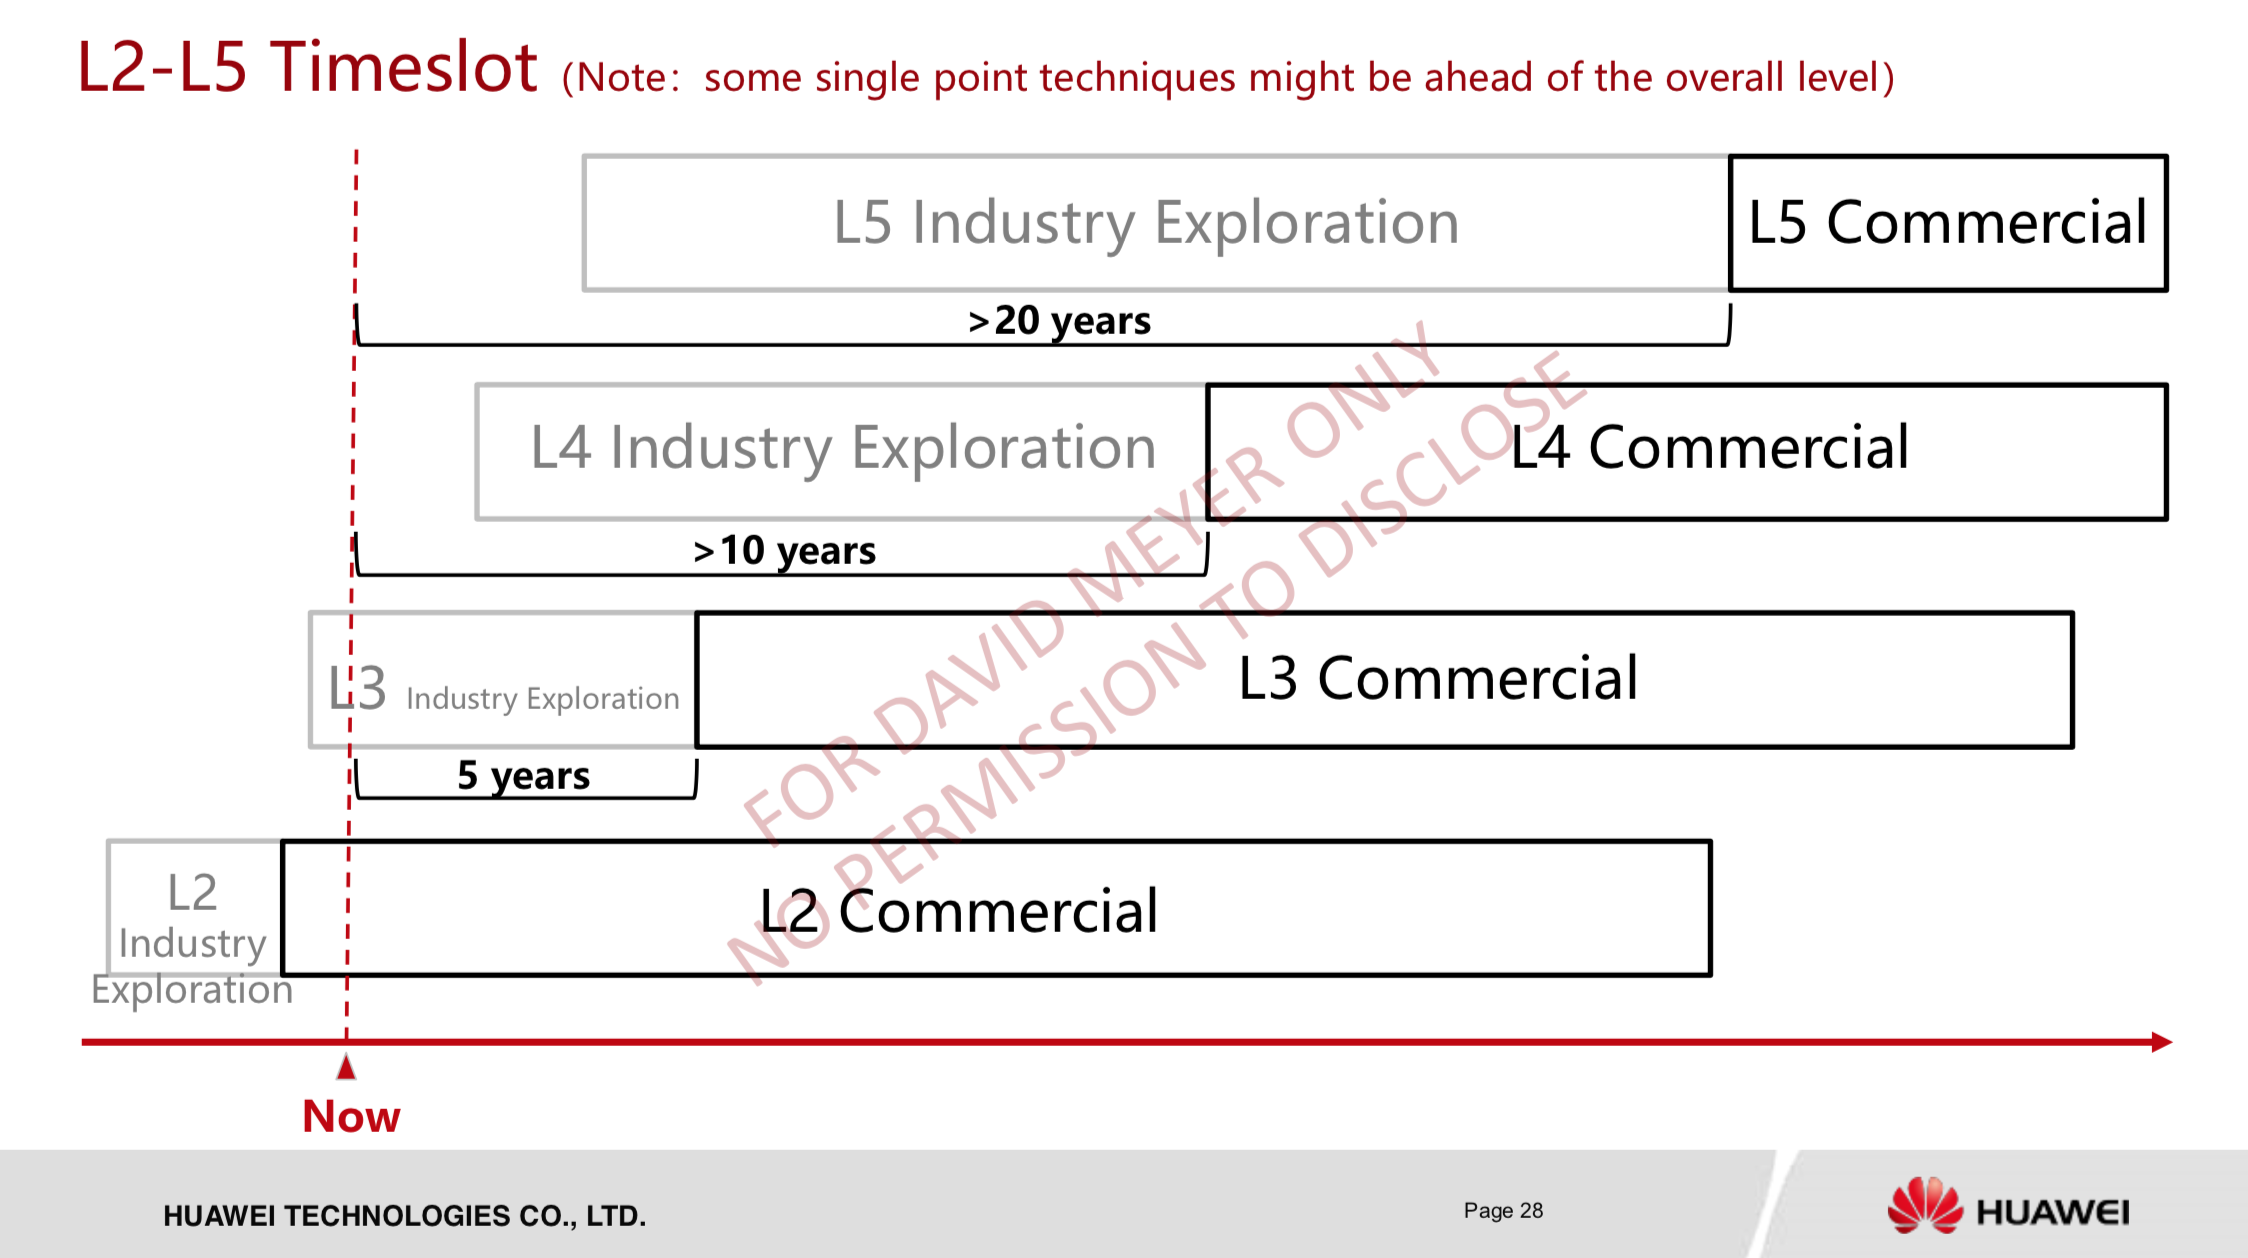 L2-L5 Timeslot (Note： some single point techniques might be ahead of the overall level)
L5 Industry Exploration
L5 Commercial
>20 years
L4 Industry Exploration
L4 Commercial
>10 years
L3 Industry Exploration
L3 Commercial
5 years
L2
Industry
Exploration
L2 Commercial
FOR DAVID MEYER ONLY
NO PERMISSION TO DISCLOSE
Now
HUAWEI TECHNOLOGIES CO., LTD.
Page 28
HUAWEI